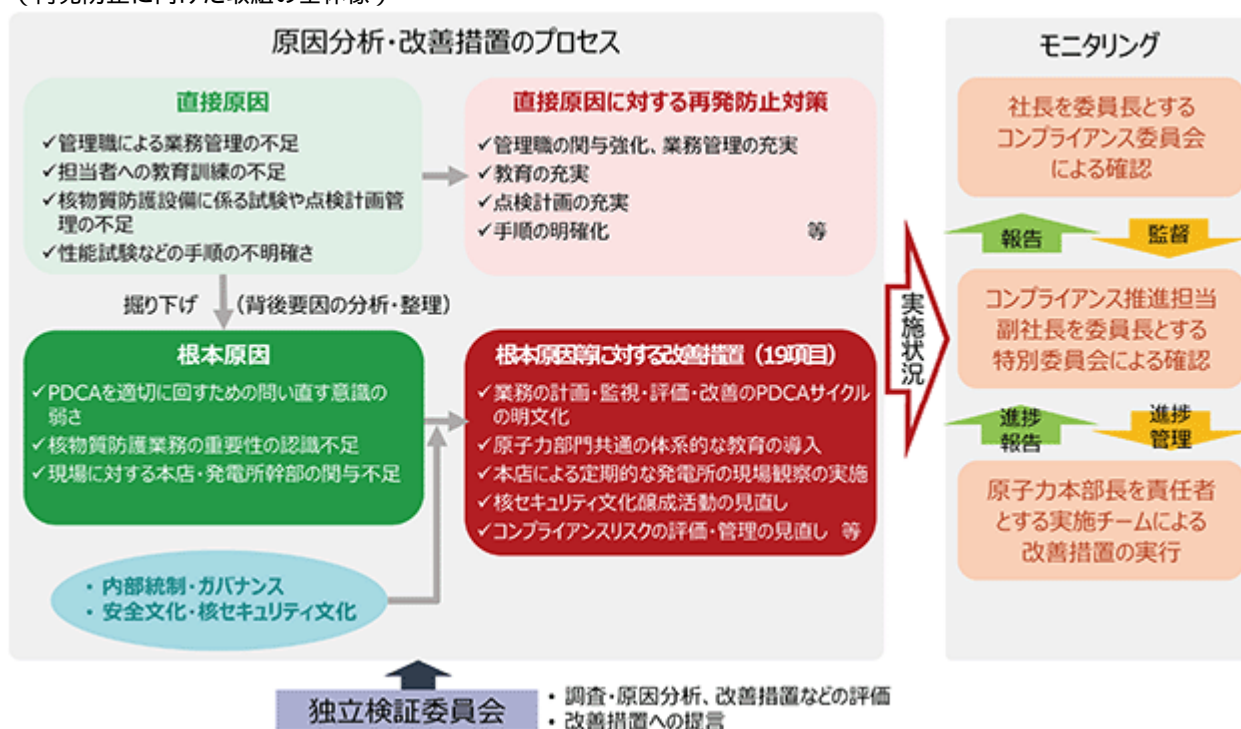 （再発防止に向けた取組の全体像）
原因分析・改善措置のプロセス
直接原因
✓管理職による業務管理の不足
✓担当者への教育訓練の不足
✓核物質防護設備に係る試験や点検計画管
理の不足
✓性能試験などの手順の不明確さ
直接原因に対する再発防止対策
✓管理職の関与強化、業務管理の充実
✓教育の充実
✓点検計画の充実
✓手順の明確化 等
掘り下げ （背後要因の分析・整理）
根本原因
✓PDCAを適切に回すための問い直す意識の
弱さ
✓核物質防護業務の重要性の認識不足
✓現場に対する本店・発電所幹部の関与不足
根本原因等に対する改善措置（19項目）
✓業務の計画・監視・評価・改善のPDCAサイクル
の明文化
✓原子力部門共通の体系的な教育の導入
✓本店による定期的な発電所の現場観察の実施
✓核セキュリティ文化醸成活動の見直し
✓コンプライアンスリスクの評価・管理の見直し 等
・内部統制・ガバナンス
・安全文化・核セキュリティ文化
独立検証委員会
・調査・原因分析、改善措置などの評価
・改善措置への提言
実施状況
モニタリング
社長を委員長とする
コンプライアンス委員会
による確認
報告
監督
コンプライアンス推進担当
副社長を委員長とする
特別委員会による確認
進捗
報告
進捗
管理
原子力本部長を責任者
とする実施チームによる
改善措置の実行